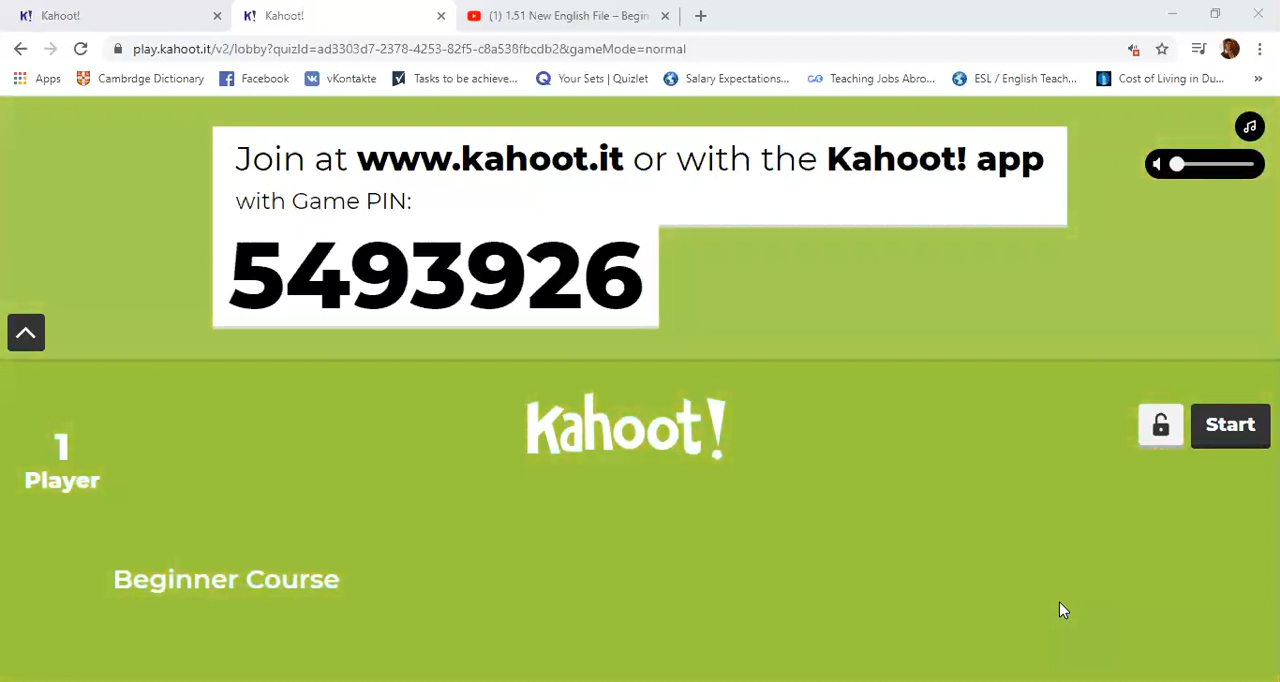 Kahoot!
Kahoot!
(1) 1.51 New English File – Begin
play.kahoot.it/v2/lobby?quizId=ad3303d7-2378-4253-82f5-c8a538fbcdb2&gameMode=normal
Apps Cambrdge Dictionary Facebook vKontakte Tasks to be achieve... Your Sets | Quizlet Salary Expectations... Teaching Jobs Abro... ESL / English Teach... Cost of Living in Du... »
Join at www.kahoot.it or with the Kahoot! app
with Game PIN:
5493926
Kahoot!
Start
1
Player
Beginner Course